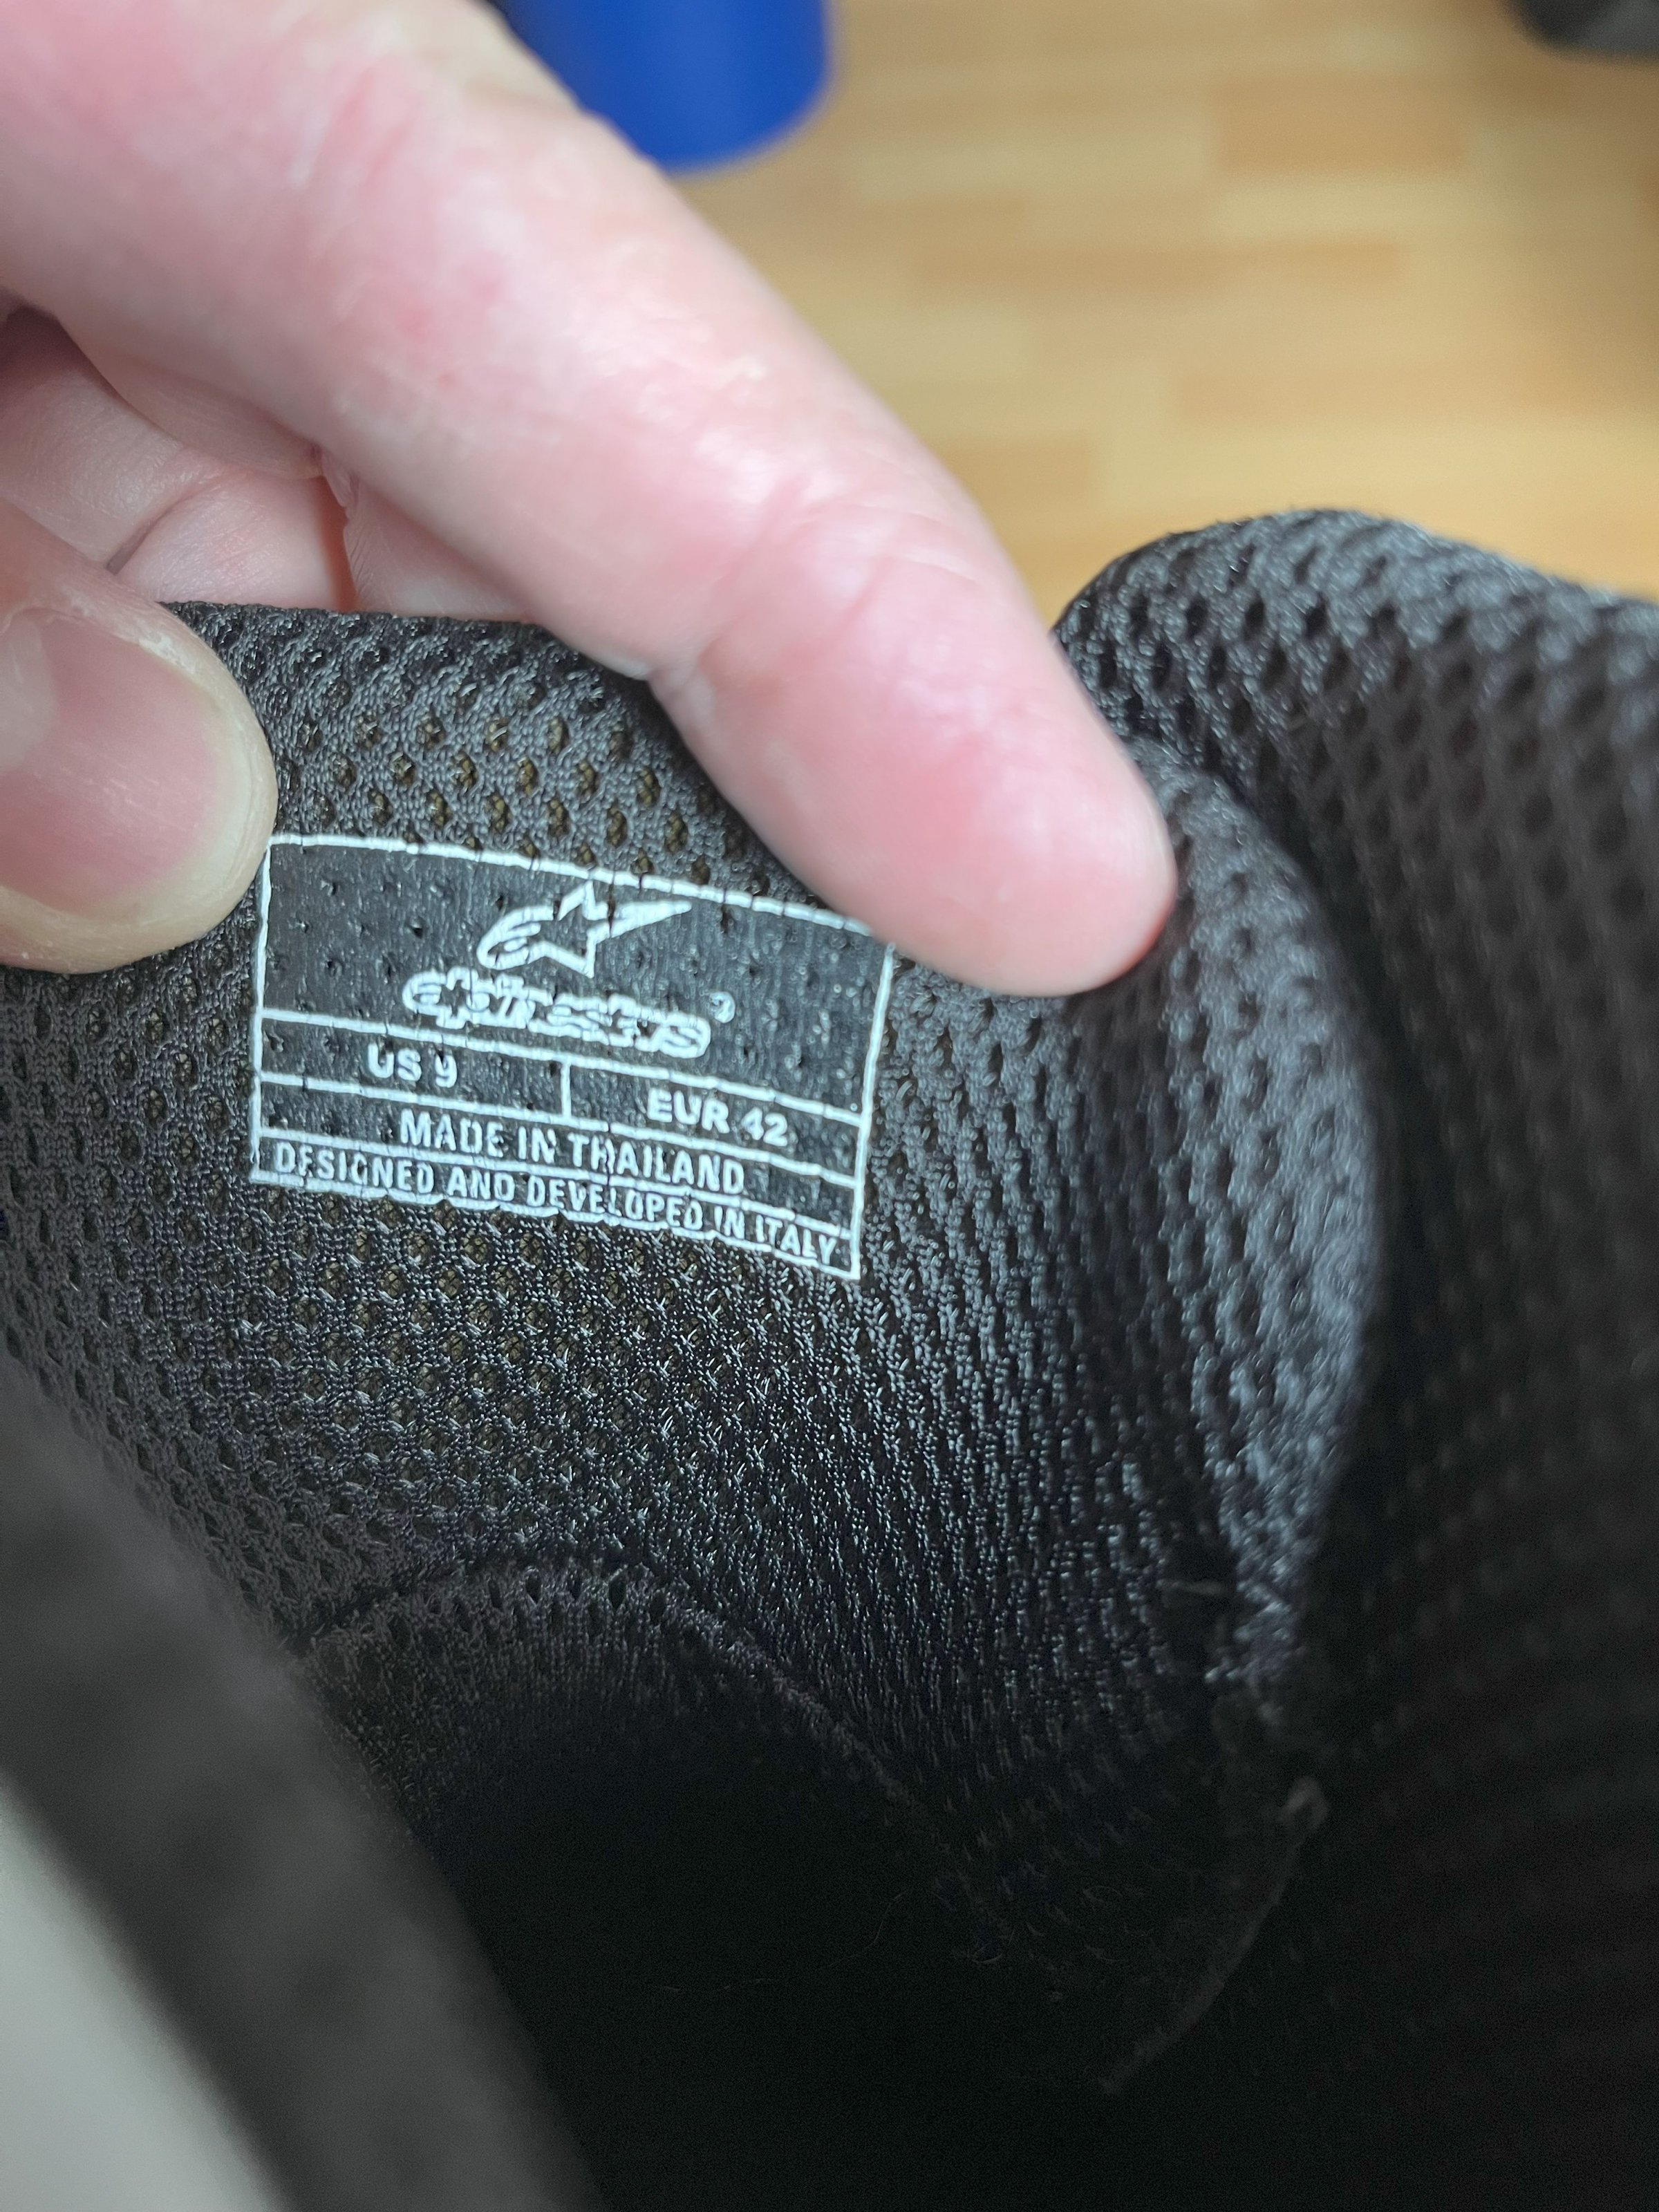 alpinestars
US 9
EUR 42
MADE IN THAILAND
DESIGNED AND DEVELOPED IN ITALY